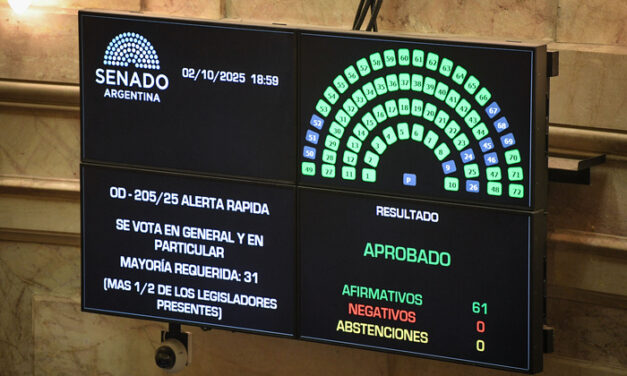 SENADO
ARGENTINA
02/10/2025 18:59
OD - 205/25 ALERTA RAPIDA
SE VOTA EN GENERAL Y EN
PARTICULAR
MAYORÍA REQUERIDA: 31
(MAS 1/2 DE LOS LEGISLADORES
PRESENTES)
RESULTADO
APROBADO
AFIRMATIVOS 61
NEGATIVOS 0
ABSTENCIONES 0